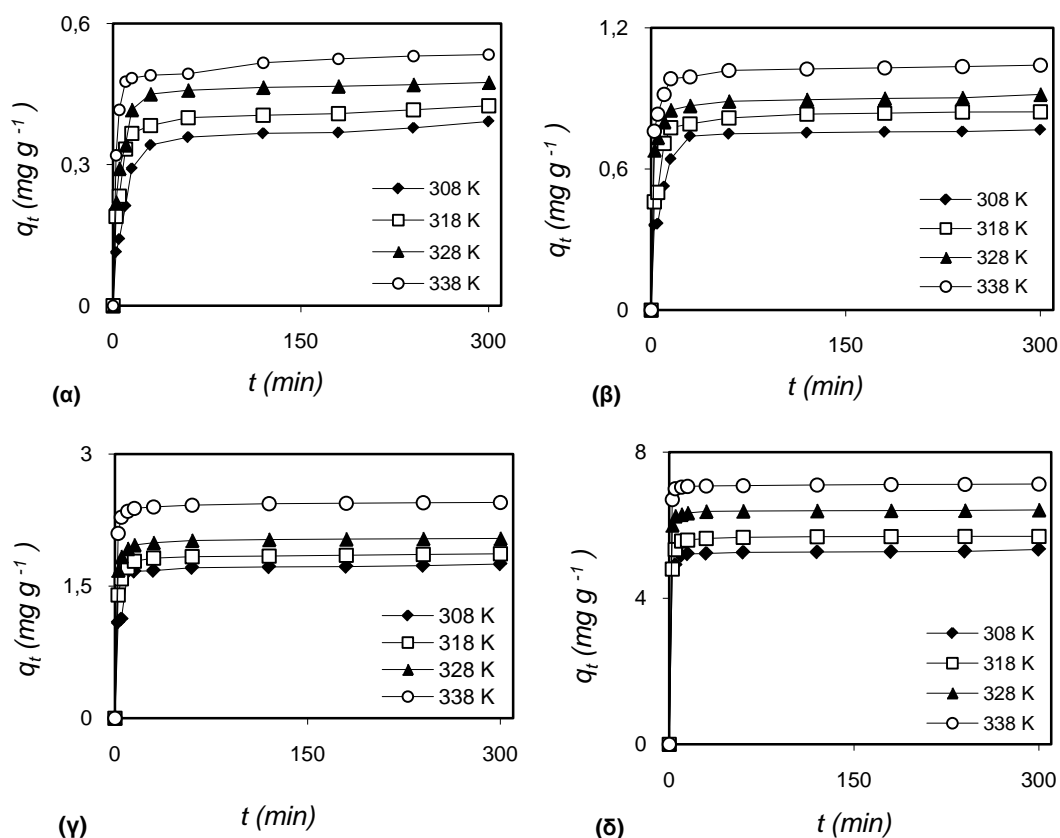 0,6
0,3
0
0
150
300
q_t (mg g ⁻¹)
308 K
318 K
328 K
338 K
t (min)
(α)
1,2
0,6
0
0
150
300
q_t (mg g ⁻¹)
308 K
318 K
328 K
338 K
t (min)
(β)
3
1,5
0
0
150
300
q_t (mg g ⁻¹)
308 K
318 K
328 K
338 K
t (min)
(γ)
8
4
0
0
150
300
q_t (mg g ⁻¹)
308 K
318 K
328 K
338 K
t (min)
(δ)